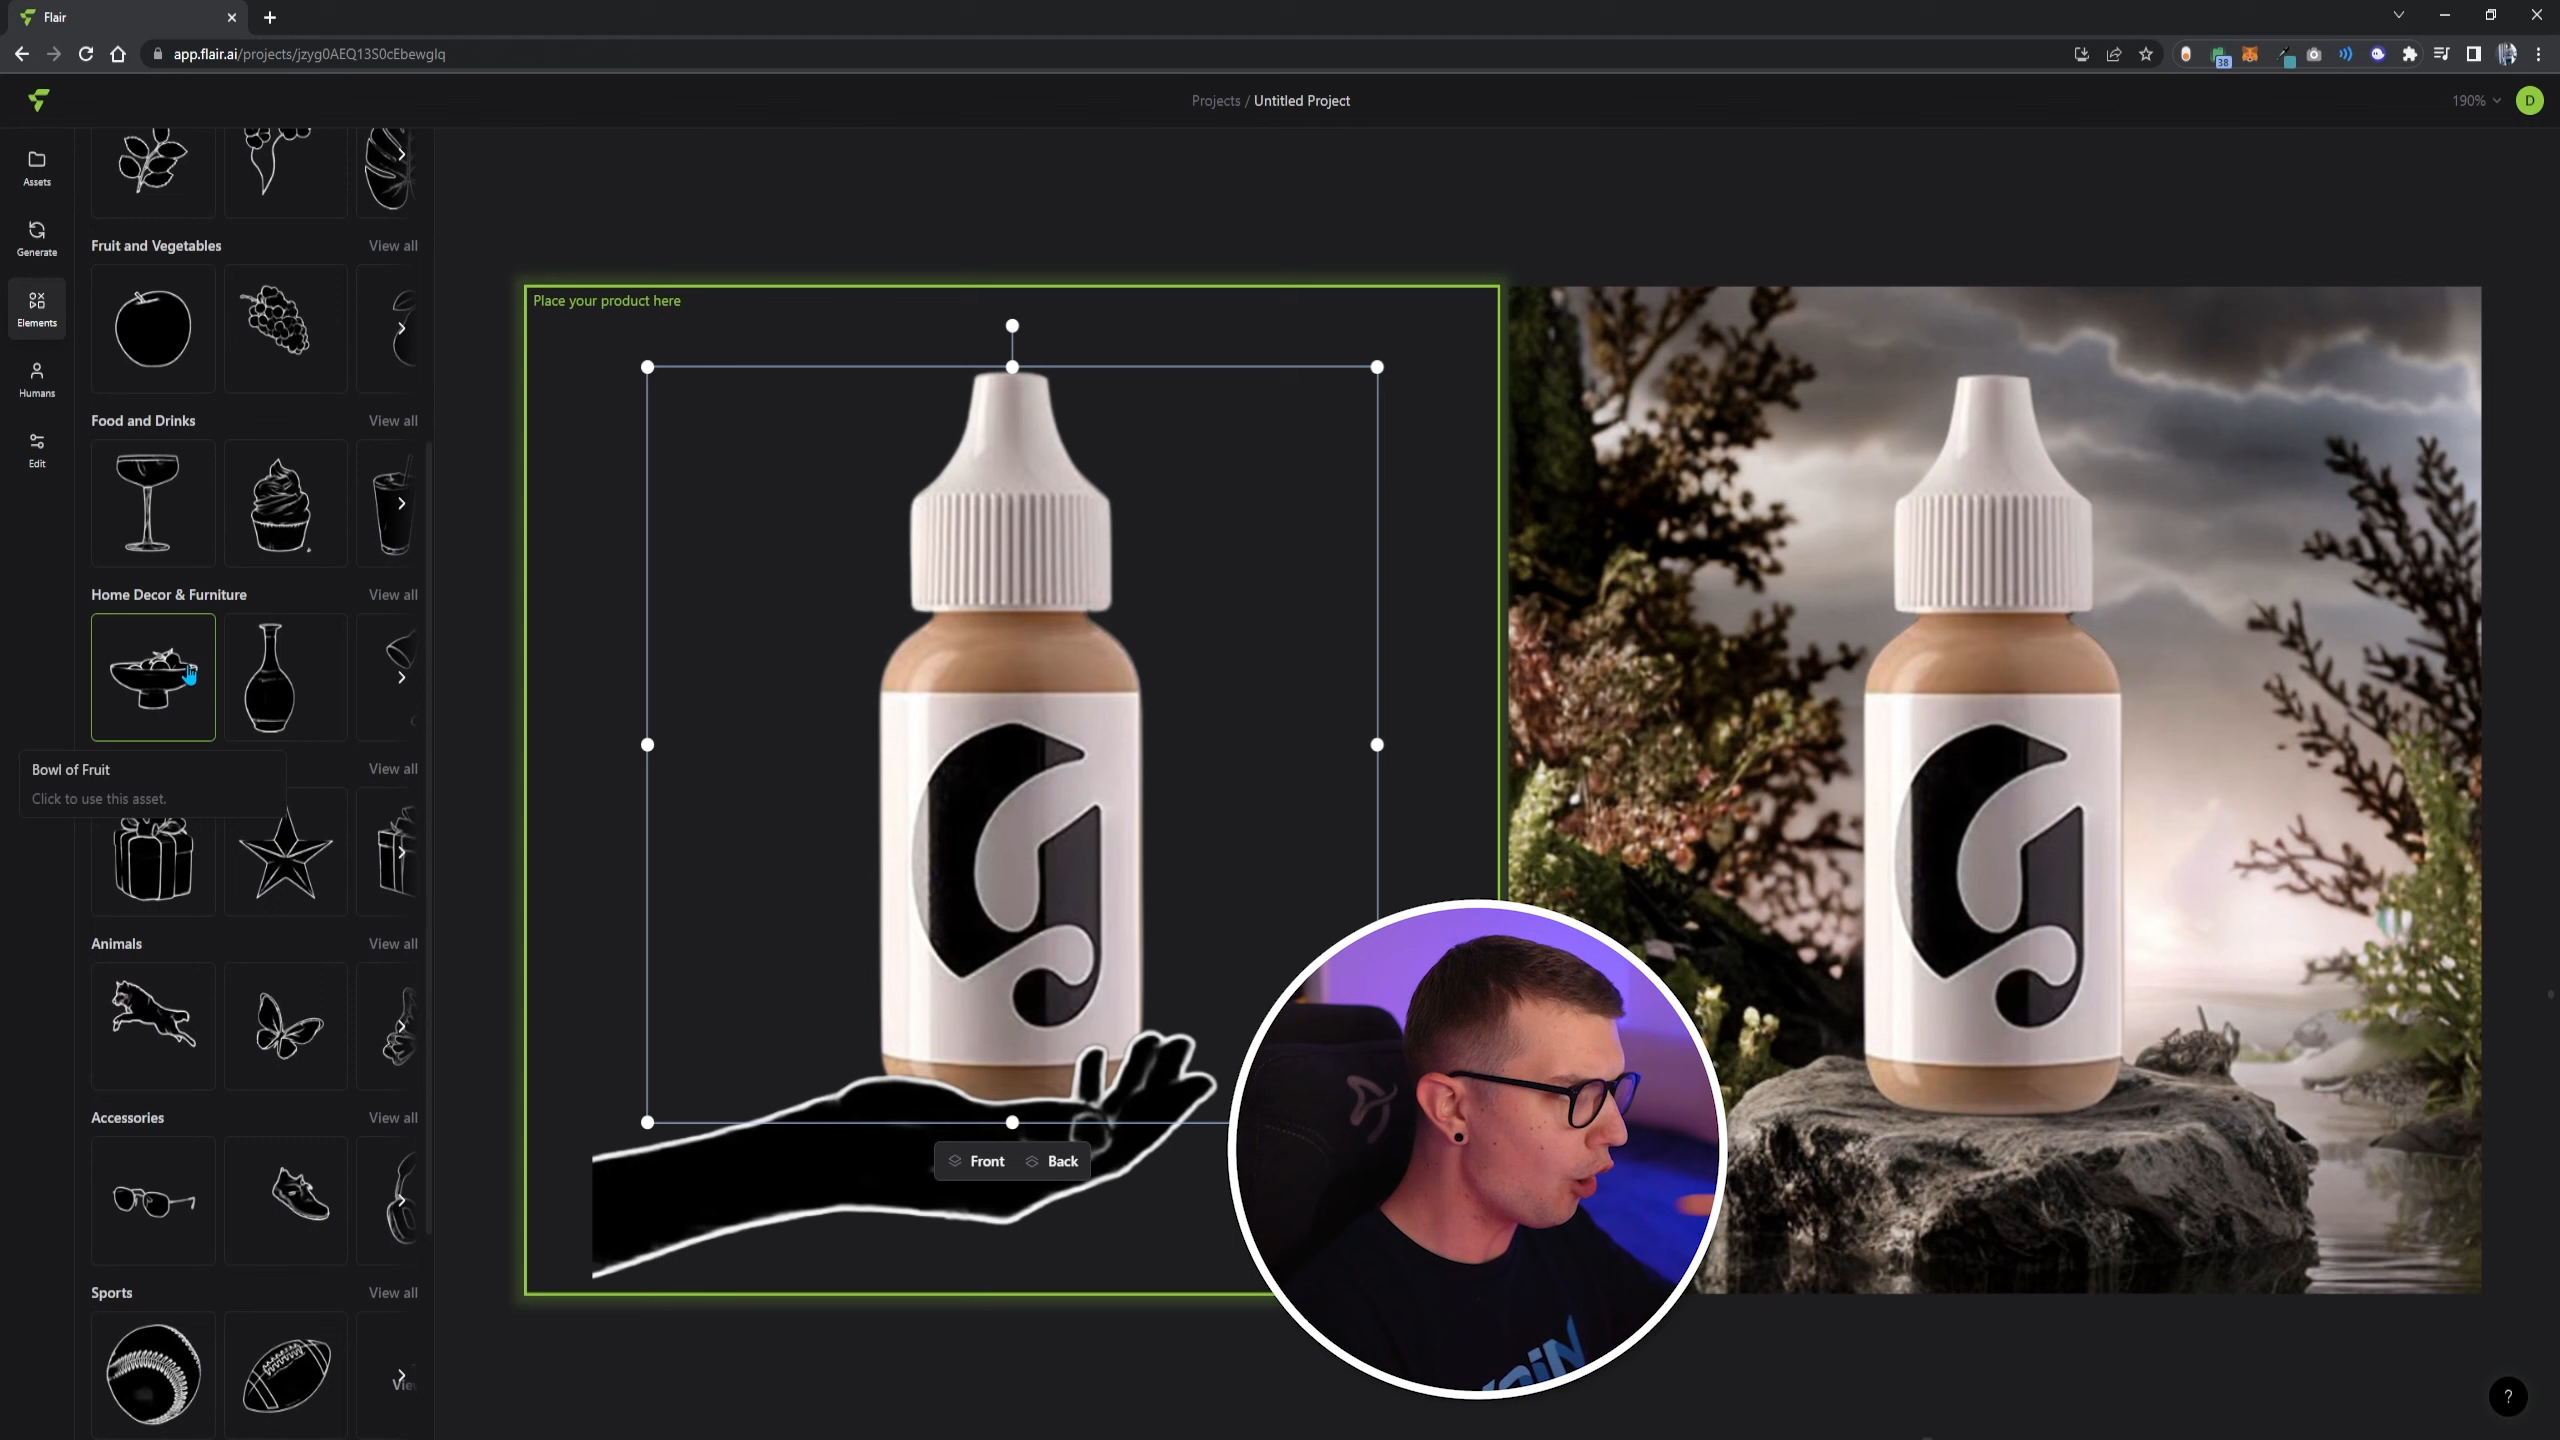 Flair
app.flair.ai/projects/jzyg0AEQ13S0cEbewgIq
38
Projects / Untitled Project
190%
D
Assets
Generate
Elements
Humans
Edit
Fruit and Vegetables
View all
Food and Drinks
View all
Home Decor & Furniture
View all
Bowl of Fruit
Click to use this asset.
View all
Animals
View all
Accessories
View all
Sports
View all
Place your product here
Front
Back
?